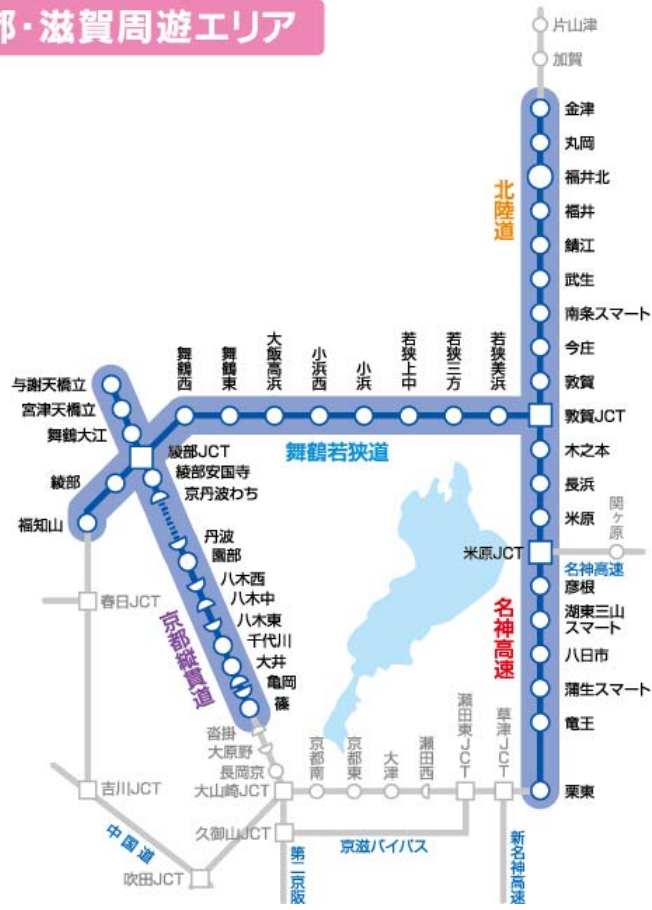 都・滋賀周遊エリア
片山津
加賀
金津
丸岡
福井北
福井
鯖江
武生
南条スマート
今庄
敦賀
敦賀JCT
木之本
長浜
米原
米原JCT
関ヶ原
名神高速
彦根
湖東三山
スマート
八日市
蒲生スマート
竜王
栗東
北陸道
名神高速
舞鶴西
舞鶴東
大飯高浜
小浜西
小浜
若狭上中
若狭三方
若狭美浜
舞鶴若狭道
与謝天橋立
宮津天橋立
舞鶴大江
綾部JCT
綾部安国寺
京丹波わち
綾部
福知山
丹波
園部
八木西
八木中
八木東
千代川
大井
亀岡
篠
京都縦貫道
沓掛
大原野
長岡京
大山崎JCT
京都南
京都東
大津
瀬田西
瀬田東JCT
草津JCT
春日JCT
吉川JCT
中国道
吹田JCT
久御山JCT
第二京阪
京滋バイパス
新名神高速